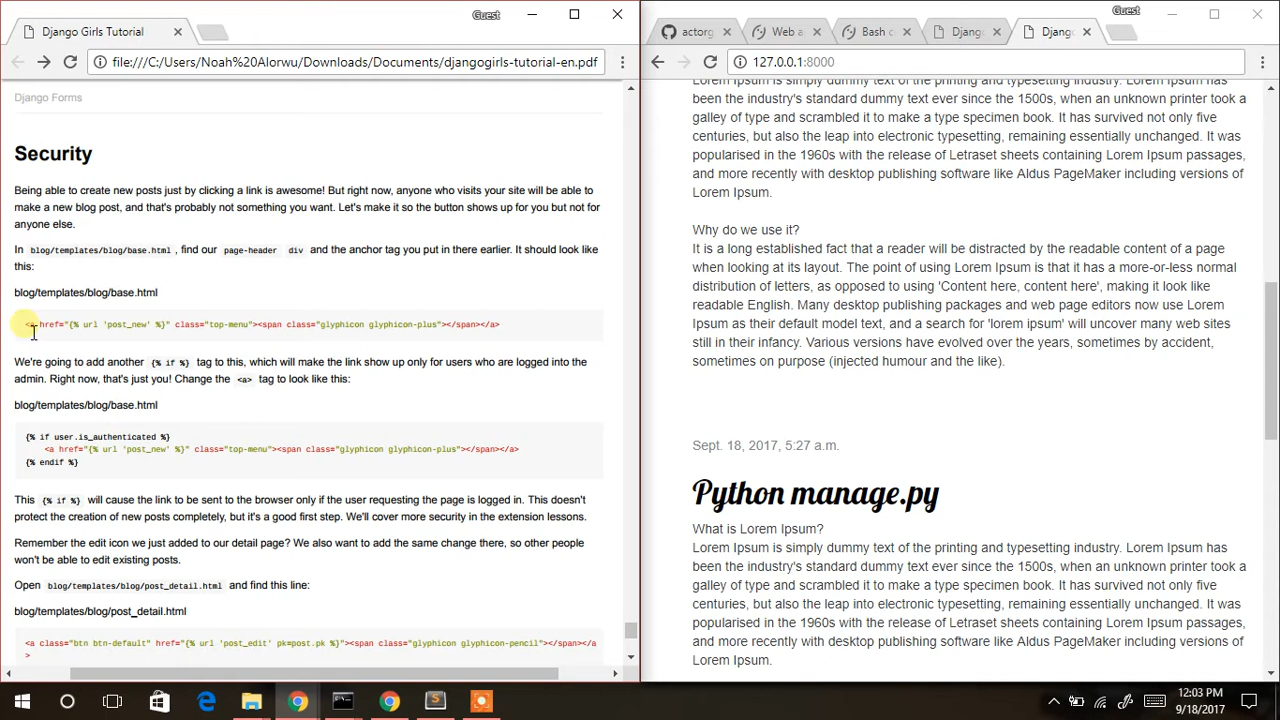 Guest
Django Girls Tutorial
file:///C:/Users/Noah%20Alorwu/Downloads/Documents/djangogirls-tutorial-en.pdf
Django Forms
Security
Being able to create new posts just by clicking a link is awesome! But right now, anyone who visits your site will be able to
make a new blog post, and that's probably not something you want. Let's make it so the button shows up for you but not for
anyone else.
In blog/templates/blog/base.html , find our page-header div and the anchor tag you put in there earlier. It should look like
this:
blog/templates/blog/base.html
<a href="{% url 'post_new' %}" class="top-menu"><span class="glyphicon glyphicon-plus"></span></a>
We're going to add another {% if %} tag to this, which will make the link show up only for users who are logged into the
admin. Right now, that's just you! Change the <a> tag to look like this:
blog/templates/blog/base.html
{% if user.is_authenticated %}
<a href="{% url 'post_new' %}" class="top-menu"><span class="glyphicon glyphicon-plus"></span></a>
{% endif %}
This {% if %} will cause the link to be sent to the browser only if the user requesting the page is logged in. This doesn't
protect the creation of new posts completely, but it's a good first step. We'll cover more security in the extension lessons.
Remember the edit icon we just added to our detail page? We also want to add the same change there, so other people
won't be able to edit existing posts.
Open blog/templates/blog/post_detail.html and find this line:
blog/templates/blog/post_detail.html
<a class="btn btn-default" href="{% url 'post_edit' pk=post.pk %}"><span class="glyphicon glyphicon-pencil"></span></a
>
Guest
actorg
Web a
Bash c
Djang
Djang
127.0.0.1:8000
Lorem Ipsum is simply dummy text of the printing and typesetting industry. Lorem Ipsum has
been the industry's standard dummy text ever since the 1500s, when an unknown printer took a
galley of type and scrambled it to make a type specimen book. It has survived not only five
centuries, but also the leap into electronic typesetting, remaining essentially unchanged. It was
popularised in the 1960s with the release of Letraset sheets containing Lorem Ipsum passages,
and more recently with desktop publishing software like Aldus PageMaker including versions of
Lorem Ipsum.
Why do we use it?
It is a long established fact that a reader will be distracted by the readable content of a page
when looking at its layout. The point of using Lorem Ipsum is that it has a more-or-less normal
distribution of letters, as opposed to using 'Content here, content here', making it look like
readable English. Many desktop publishing packages and web page editors now use Lorem
Ipsum as their default model text, and a search for 'lorem ipsum' will uncover many web sites
still in their infancy. Various versions have evolved over the years, sometimes by accident,
sometimes on purpose (injected humour and the like).
Sept. 18, 2017, 5:27 a.m.
Python manage.py
What is Lorem Ipsum?
Lorem Ipsum is simply dummy text of the printing and typesetting industry. Lorem Ipsum has
been the industry's standard dummy text ever since the 1500s, when an unknown printer took a
galley of type and scrambled it to make a type specimen book. It has survived not only five
centuries, but also the leap into electronic typesetting, remaining essentially unchanged. It was
popularised in the 1960s with the release of Letraset sheets containing Lorem Ipsum passages,
and more recently with desktop publishing software like Aldus PageMaker including versions of
Lorem Ipsum.
12:03 PM
9/18/2017